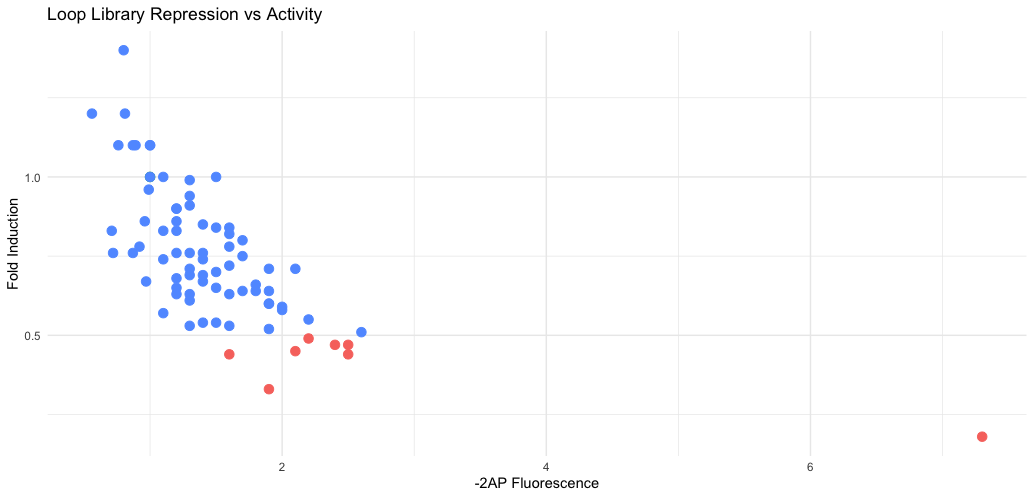 Loop Library Repression vs Activity
Fold Induction
1.0
0.5
2
4
6
-2AP Fluorescence